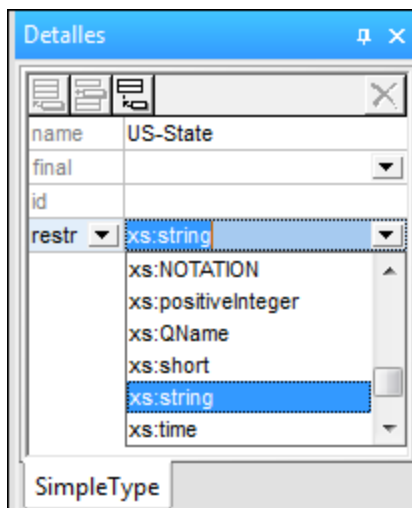 Detalles
name US-State
final
id
restr xs:string
xs:NOTATION
xs:positiveInteger
xs:QName
xs:short
xs:string
xs:time
SimpleType